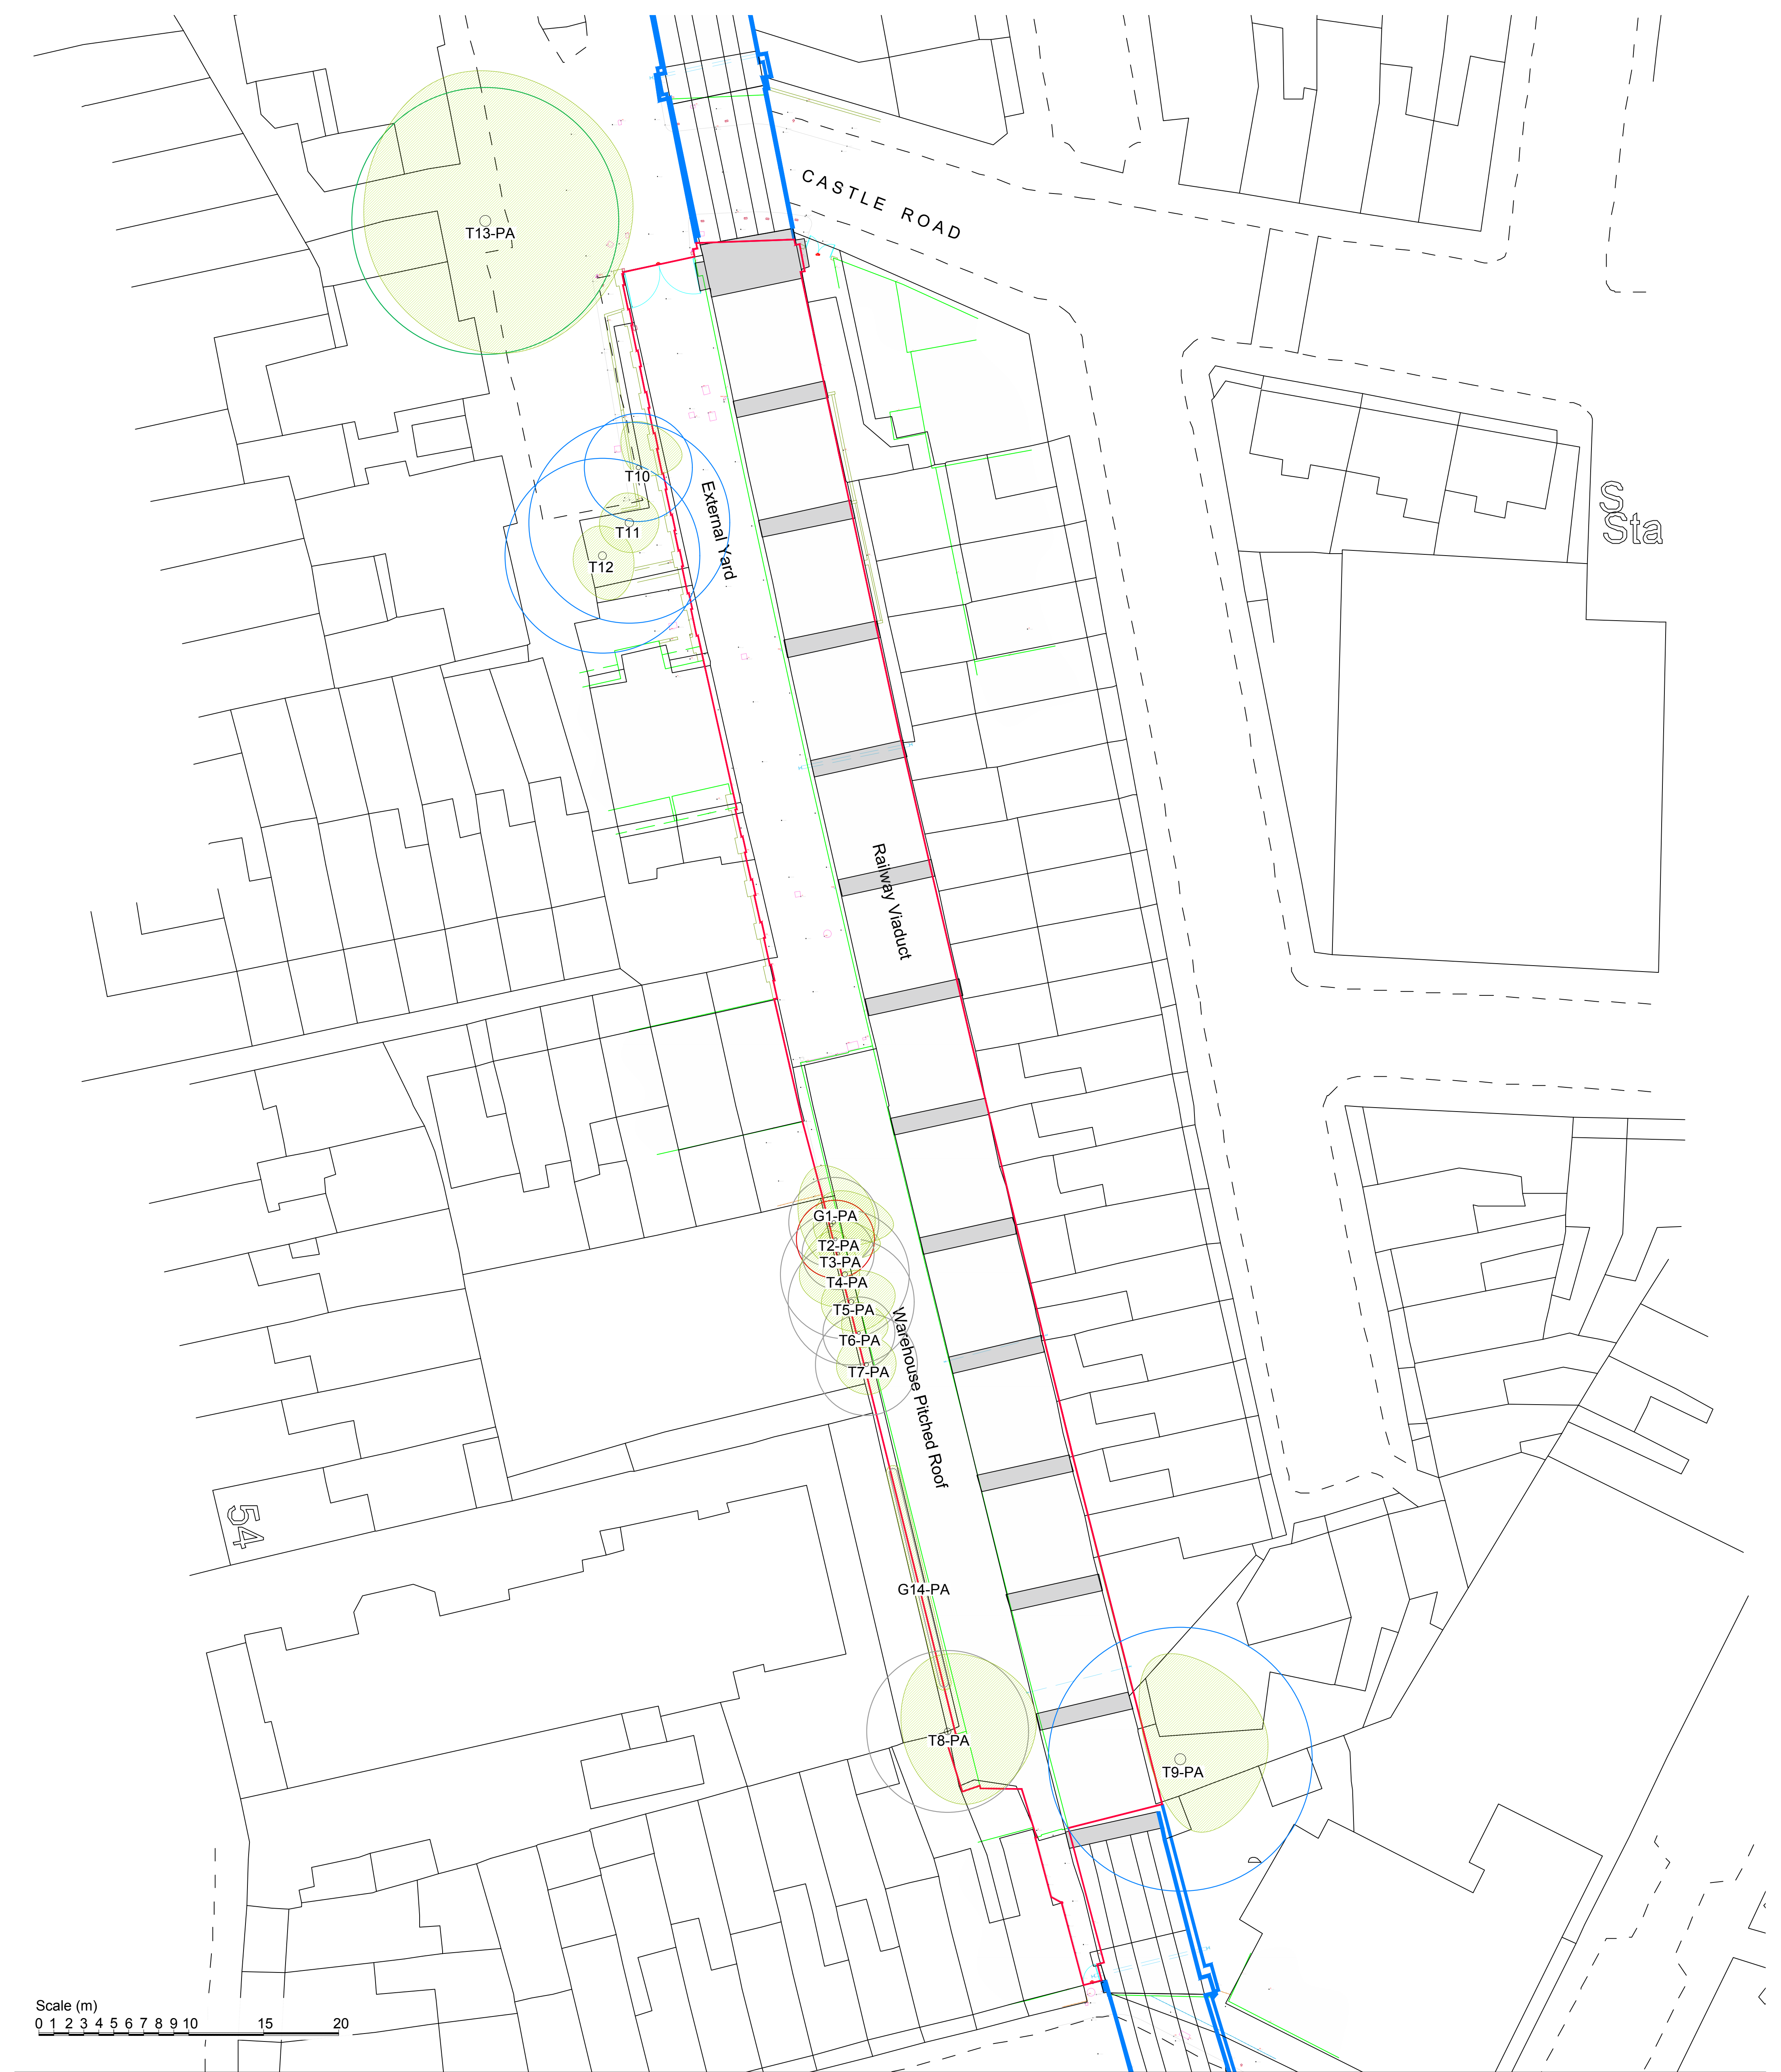 CASTLE ROAD
T13-PA
T10
T11
T12
External Yard
S
Sta
Railway Viaduct
G1-PA
T2-PA
T3-PA
T4-PA
T5-PA
T6-PA
T7-PA
Warehouse Pitched Roof
54
G14-PA
T8-PA
T9-PA
Scale (m)
0 1 2 3 4 5 6 7 8 9 10 15 20